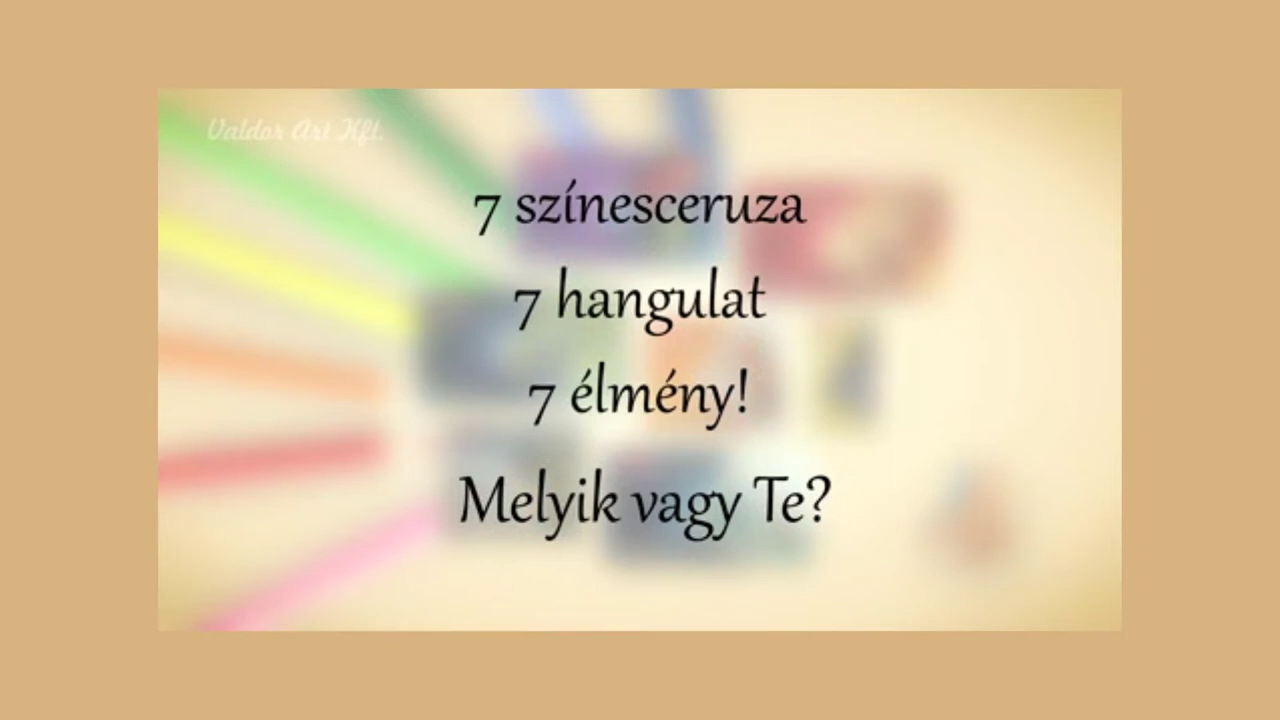 Valdor Art Kft.
7 színesceruza
7 hangulat
7 élmény!
Melyik vagy Te?